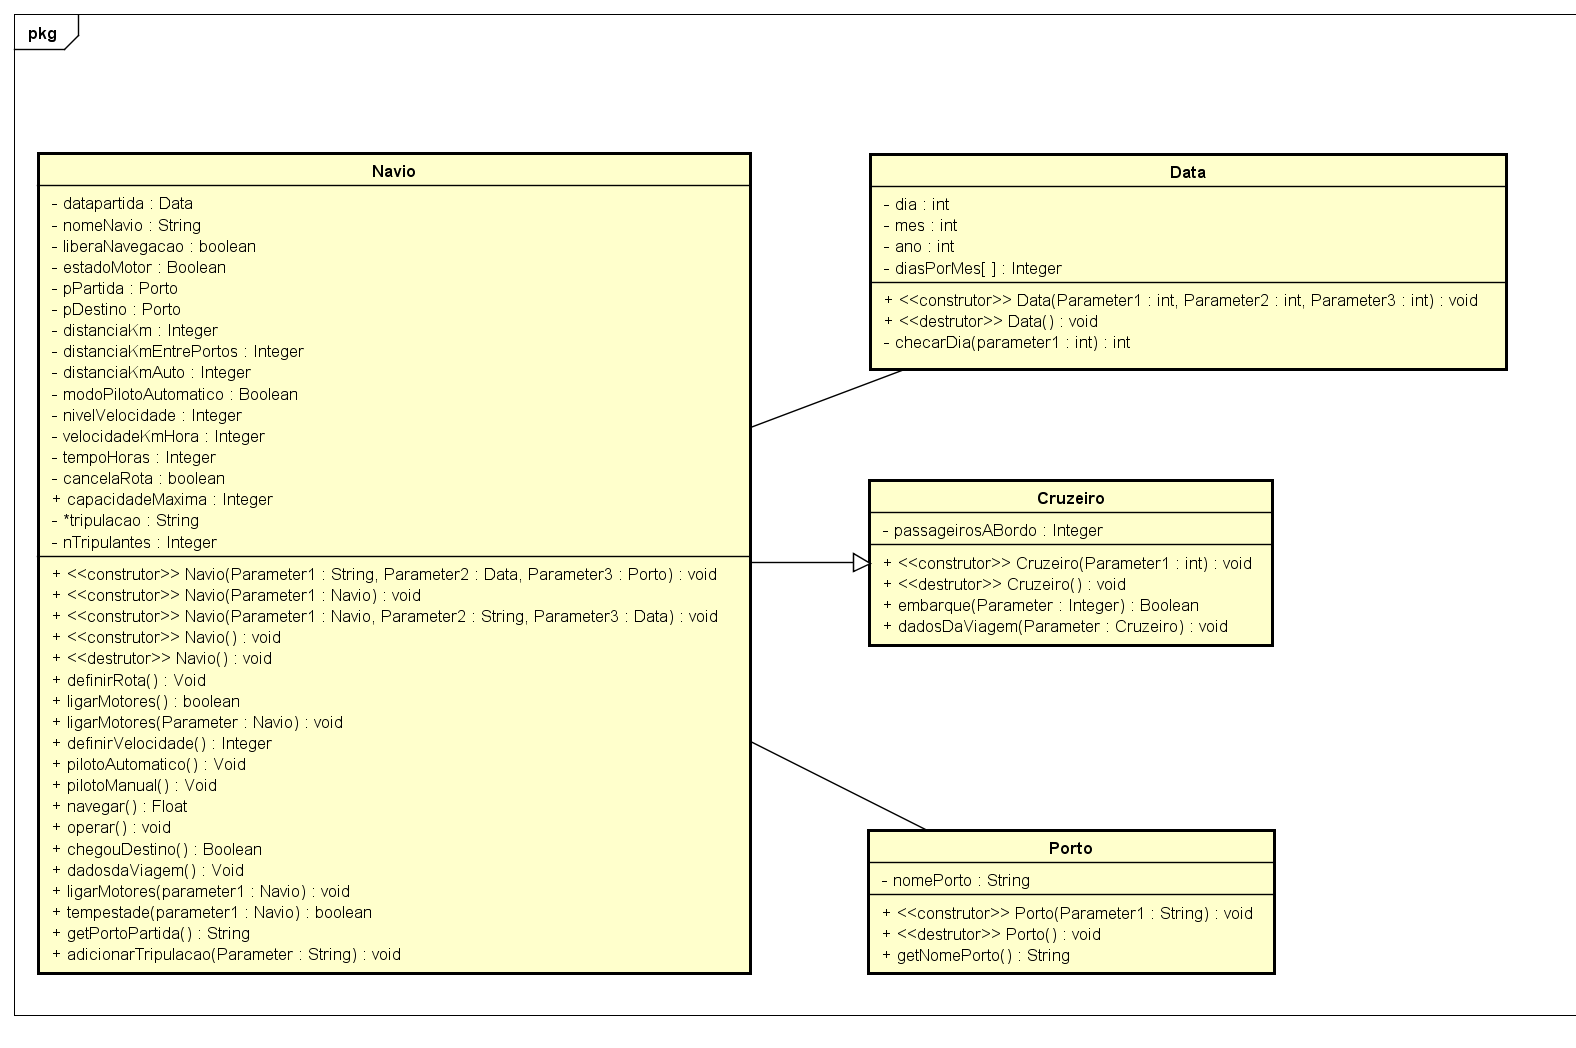 pkg
Navio
- datapartida : Data
- nomeNavio : String
- liberaNavegacao : boolean
- estadoMotor : Boolean
- pPartida : Porto
- pDestino : Porto
- distanciaKm : Integer
- distanciaKmEntrePortos : Integer
- distanciaKmAuto : Integer
- modoPilotoAutomatico : Boolean
- nivelVelocidade : Integer
- velocidadeKmHora : Integer
- tempoHoras : Integer
- cancelaRota : boolean
+ capacidadeMaxima : Integer
- *tripulacao : String
- nTripulantes : Integer
+ <<construtor>> Navio(Parameter1 : String, Parameter2 : Data, Parameter3 : Porto) : void
+ <<construtor>> Navio(Parameter1 : Navio) : void
+ <<construtor>> Navio(Parameter1 : Navio, Parameter2 : String, Parameter3 : Data) : void
+ <<construtor>> Navio() : void
+ <<destrutor>> Navio() : void
+ definirRota() : Void
+ ligarMotores() : boolean
+ ligarMotores(Parameter : Navio) : void
+ definirVelocidade() : Integer
+ pilotoAutomatico() : Void
+ pilotoManual() : Void
+ navegar() : Float
+ operar() : void
+ chegouDestino() : Boolean
+ dadosdaViagem() : Void
+ ligarMotores(parameter1 : Navio) : void
+ tempestade(parameter1 : Navio) : boolean
+ getPortoPartida() : String
+ adicionarTripulacao(Parameter : String) : void
Data
- dia : int
- mes : int
- ano : int
- diasPorMes[ ] : Integer
+ <<construtor>> Data(Parameter1 : int, Parameter2 : int, Parameter3 : int) : void
+ <<destrutor>> Data() : void
- checarDia(parameter1 : int) : int
Cruzeiro
- passageirosABordo : Integer
+ <<construtor>> Cruzeiro(Parameter1 : int) : void
+ <<destrutor>> Cruzeiro() : void
+ embarque(Parameter : Integer) : Boolean
+ dadosDaViagem(Parameter : Cruzeiro) : void
Porto
- nomePorto : String
+ <<construtor>> Porto(Parameter1 : String) : void
+ <<destrutor>> Porto() : void
+ getNomePorto() : String